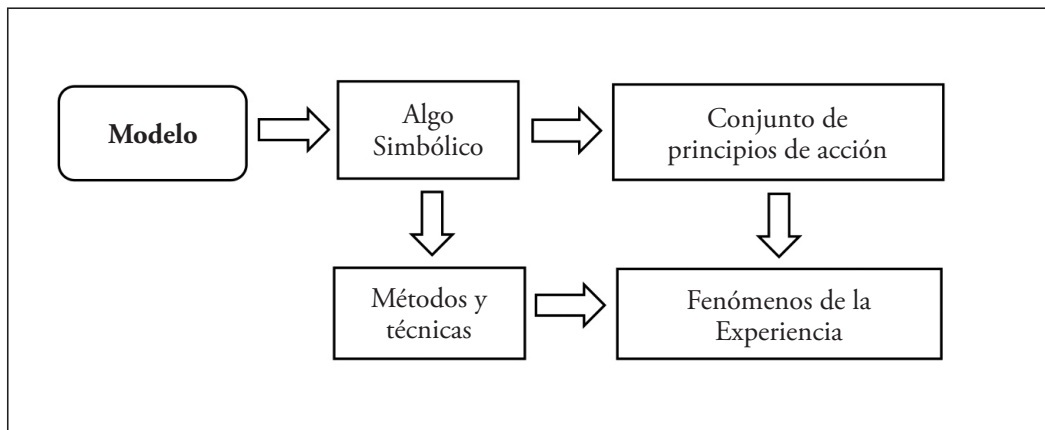 Modelo
Algo
Simbólico
Conjunto de
principios de acción
Métodos y
técnicas
Fenómenos de la
Experiencia